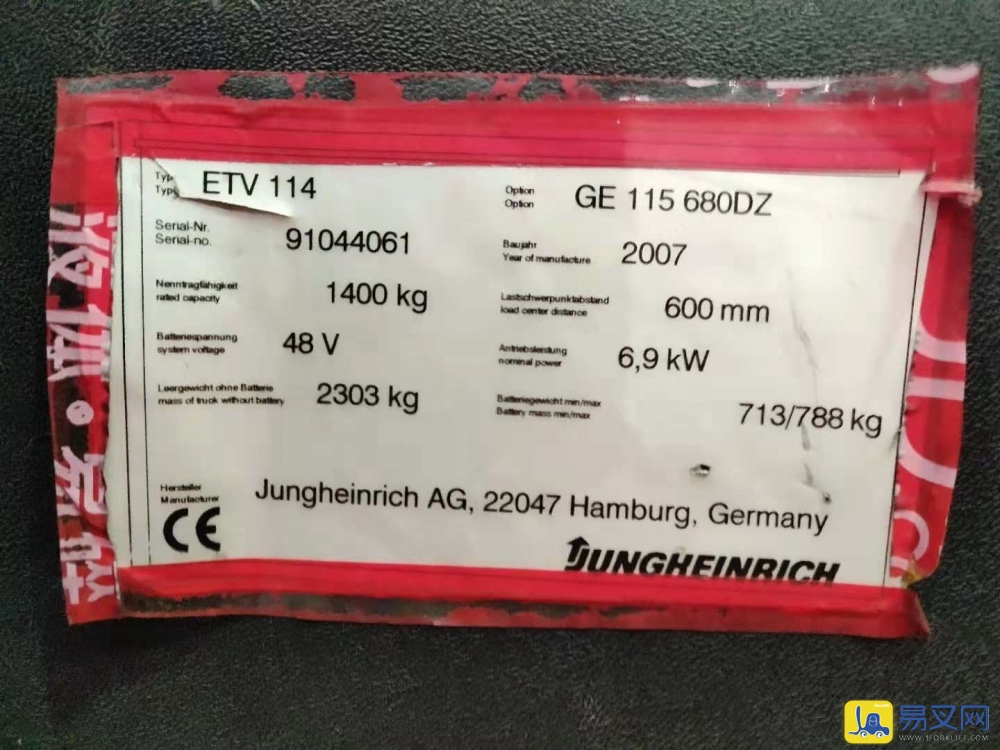 Typ ETV 114 Option GE 115 680DZ
Type Option
Serial-Nr. 91044061 Baujahr 2007
Serial-no. Year of manufacture
Nenntragfähigkeit 1400 kg Lastschwerpunktabstand 600 mm
rated capacity load center distance
Batteriespannung 48 V Antriebsleistung 6,9 kW
system voltage nominal power
Leergewicht ohne Batterie 2303 kg Batteriegewicht min/max 713/788 kg
mass of truck without battery Battery mass min/max
Hersteller Jungheinrich AG, 22047 Hamburg, Germany
Manufacturer
CE
JUNGHEINRICH
易叉网
WWW.1FORKLIFT.COM